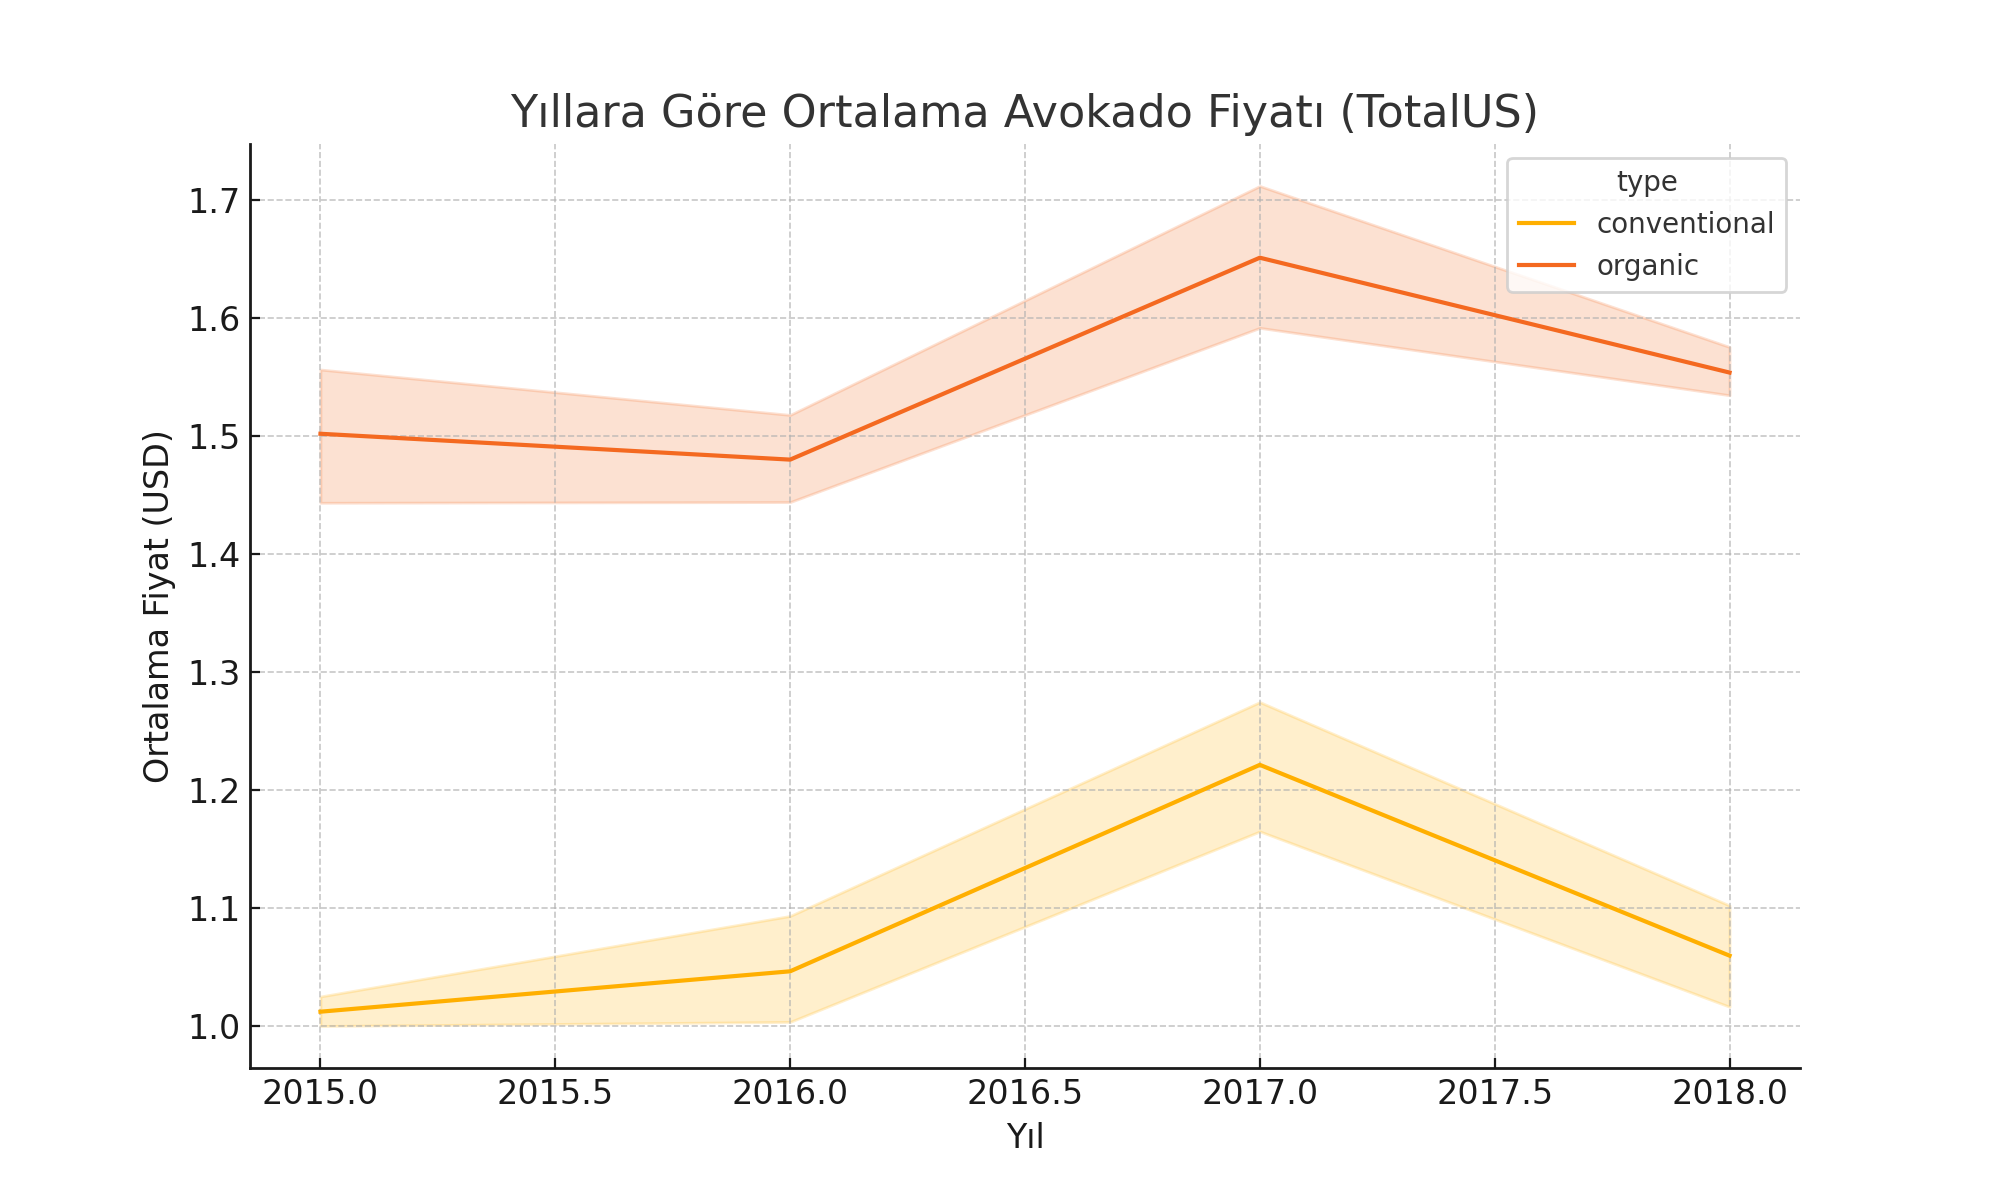 Yıllara Göre Ortalama Avokado Fiyatı (TotalUS)
type
conventional
organic
Ortalama Fiyat (USD)
1.7
1.6
1.5
1.4
1.3
1.2
1.1
1.0
2015.0 2015.5 2016.0 2016.5 2017.0 2017.5 2018.0
Yıl